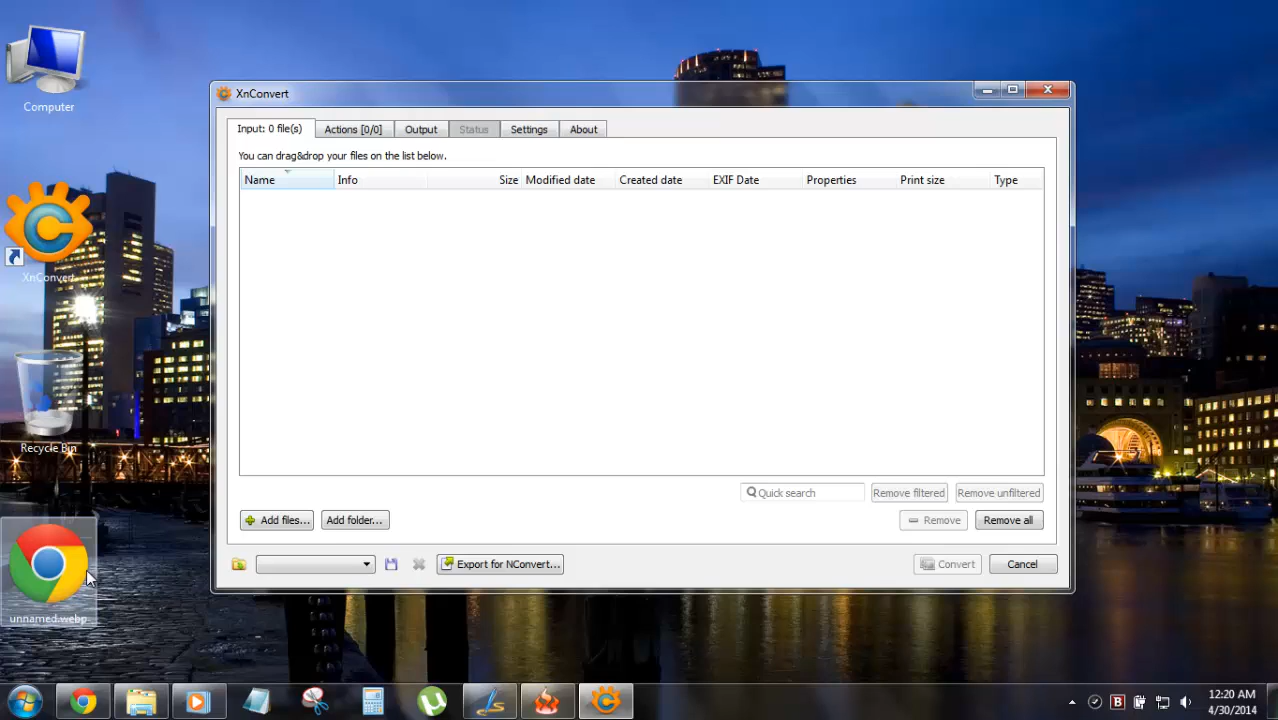 Computer
XnConvert
Recycle Bin
unnamed.webp
XnConvert
Input: 0 file(s)
Actions [0/0]
Output
Status
Settings
About
You can drag&drop your files on the list below.
Name
Info
Size
Modified date
Created date
EXIF Date
Properties
Print size
Type
Quick search
Remove filtered
Remove unfiltered
Add files...
Add folder...
Remove
Remove all
Export for NConvert...
Convert
Cancel
12:20 AM
4/30/2014